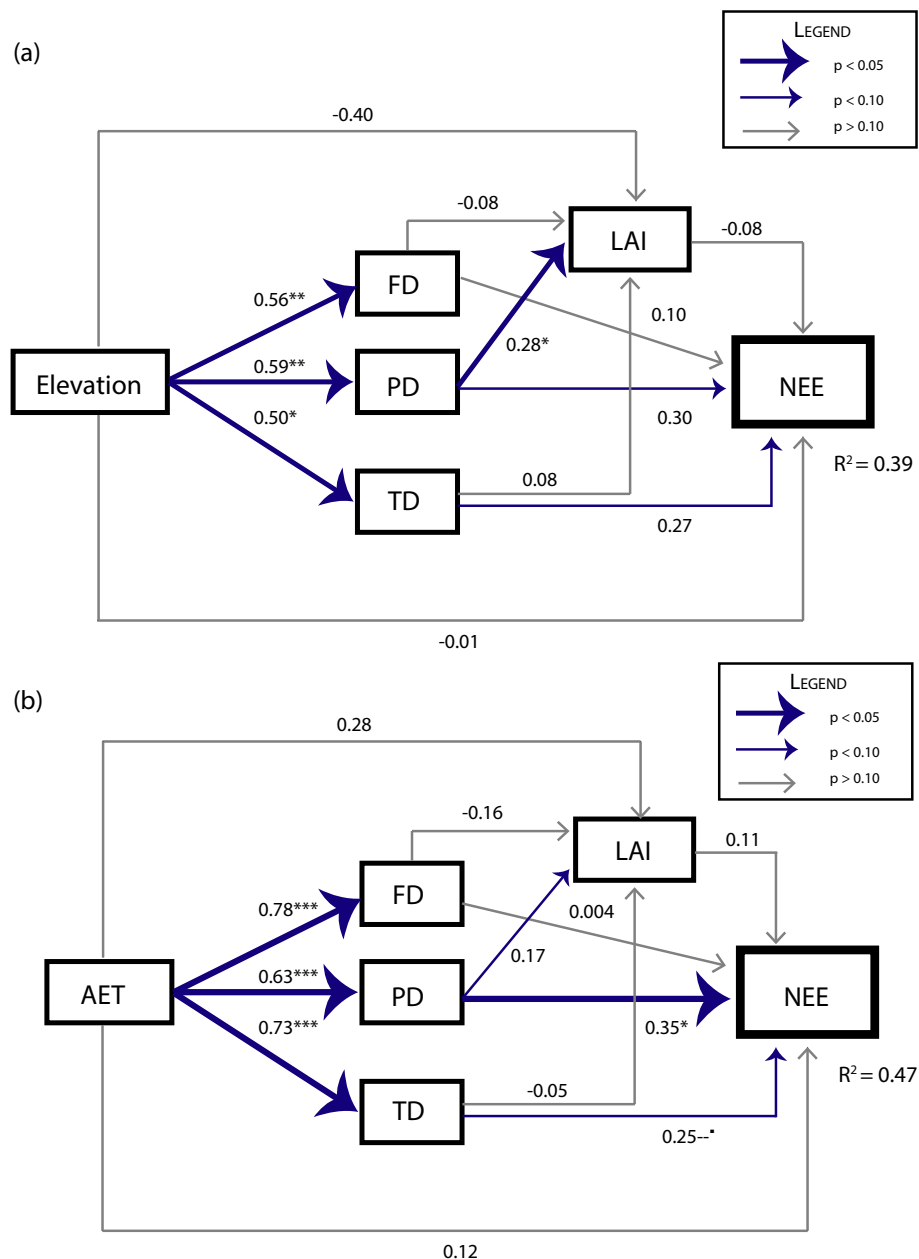 (a)
LEGEND
p < 0.05
p < 0.10
p > 0.10
-0.40
-0.08
LAI
-0.08
FD
0.56**
0.10
0.59**
0.28*
Elevation
PD
NEE
0.30
0.50*
R² = 0.39
0.08
TD
0.27
-0.01
(b)
LEGEND
p < 0.05
p < 0.10
p > 0.10
0.28
-0.16
LAI
0.11
FD
0.78***
0.004
0.63***
0.17
AET
PD
NEE
0.35*
0.73***
R² = 0.47
-0.05
TD
0.25--▪
0.12